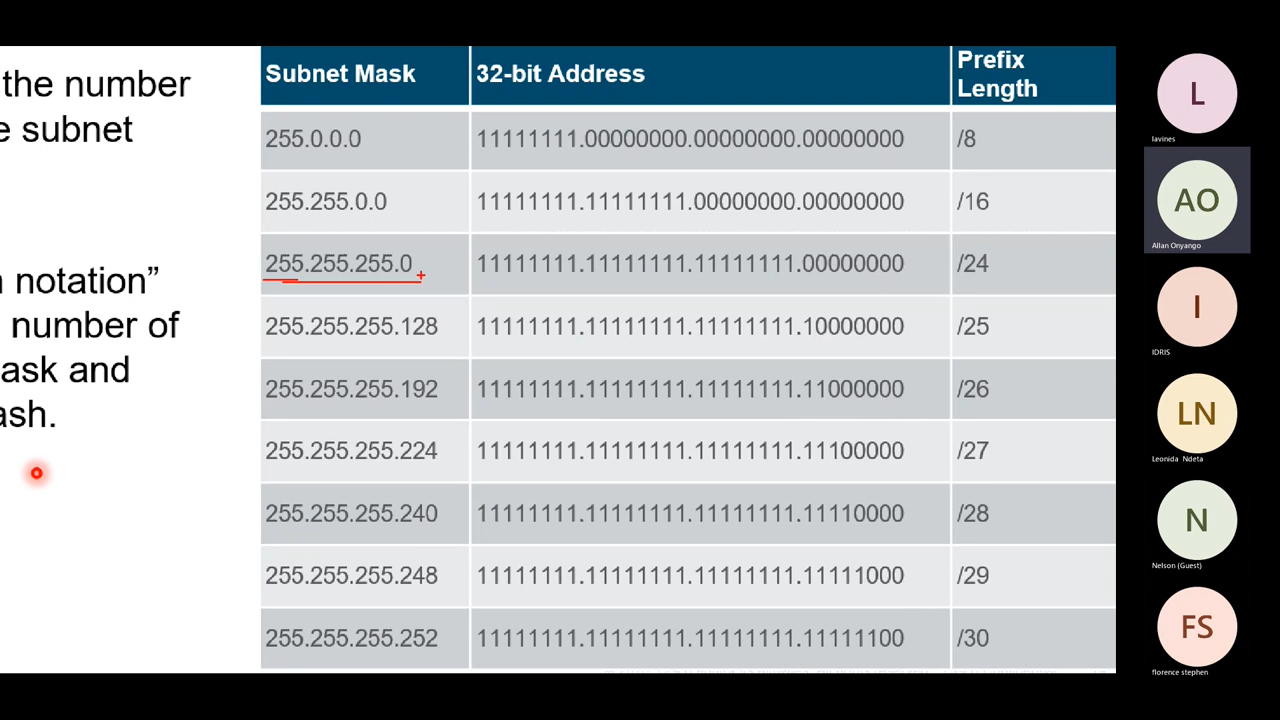 the number
e subnet
notation”
number of
ask and
ash.
Subnet Mask 32-bit Address Prefix Length
255.0.0.0 11111111.00000000.00000000.00000000 /8
255.255.0.0 11111111.11111111.00000000.00000000 /16
255.255.255.0 11111111.11111111.11111111.00000000 /24
255.255.255.128 11111111.11111111.11111111.10000000 /25
255.255.255.192 11111111.11111111.11111111.11000000 /26
255.255.255.224 11111111.11111111.11111111.11100000 /27
255.255.255.240 11111111.11111111.11111111.11110000 /28
255.255.255.248 11111111.11111111.11111111.11111000 /29
255.255.255.252 11111111.11111111.11111111.11111100 /30
L
lavines
AO
Allan Onyango
I
IDRIS
LN
Leonida Ndeta
N
Nelson (Guest)
FS
florence stephen